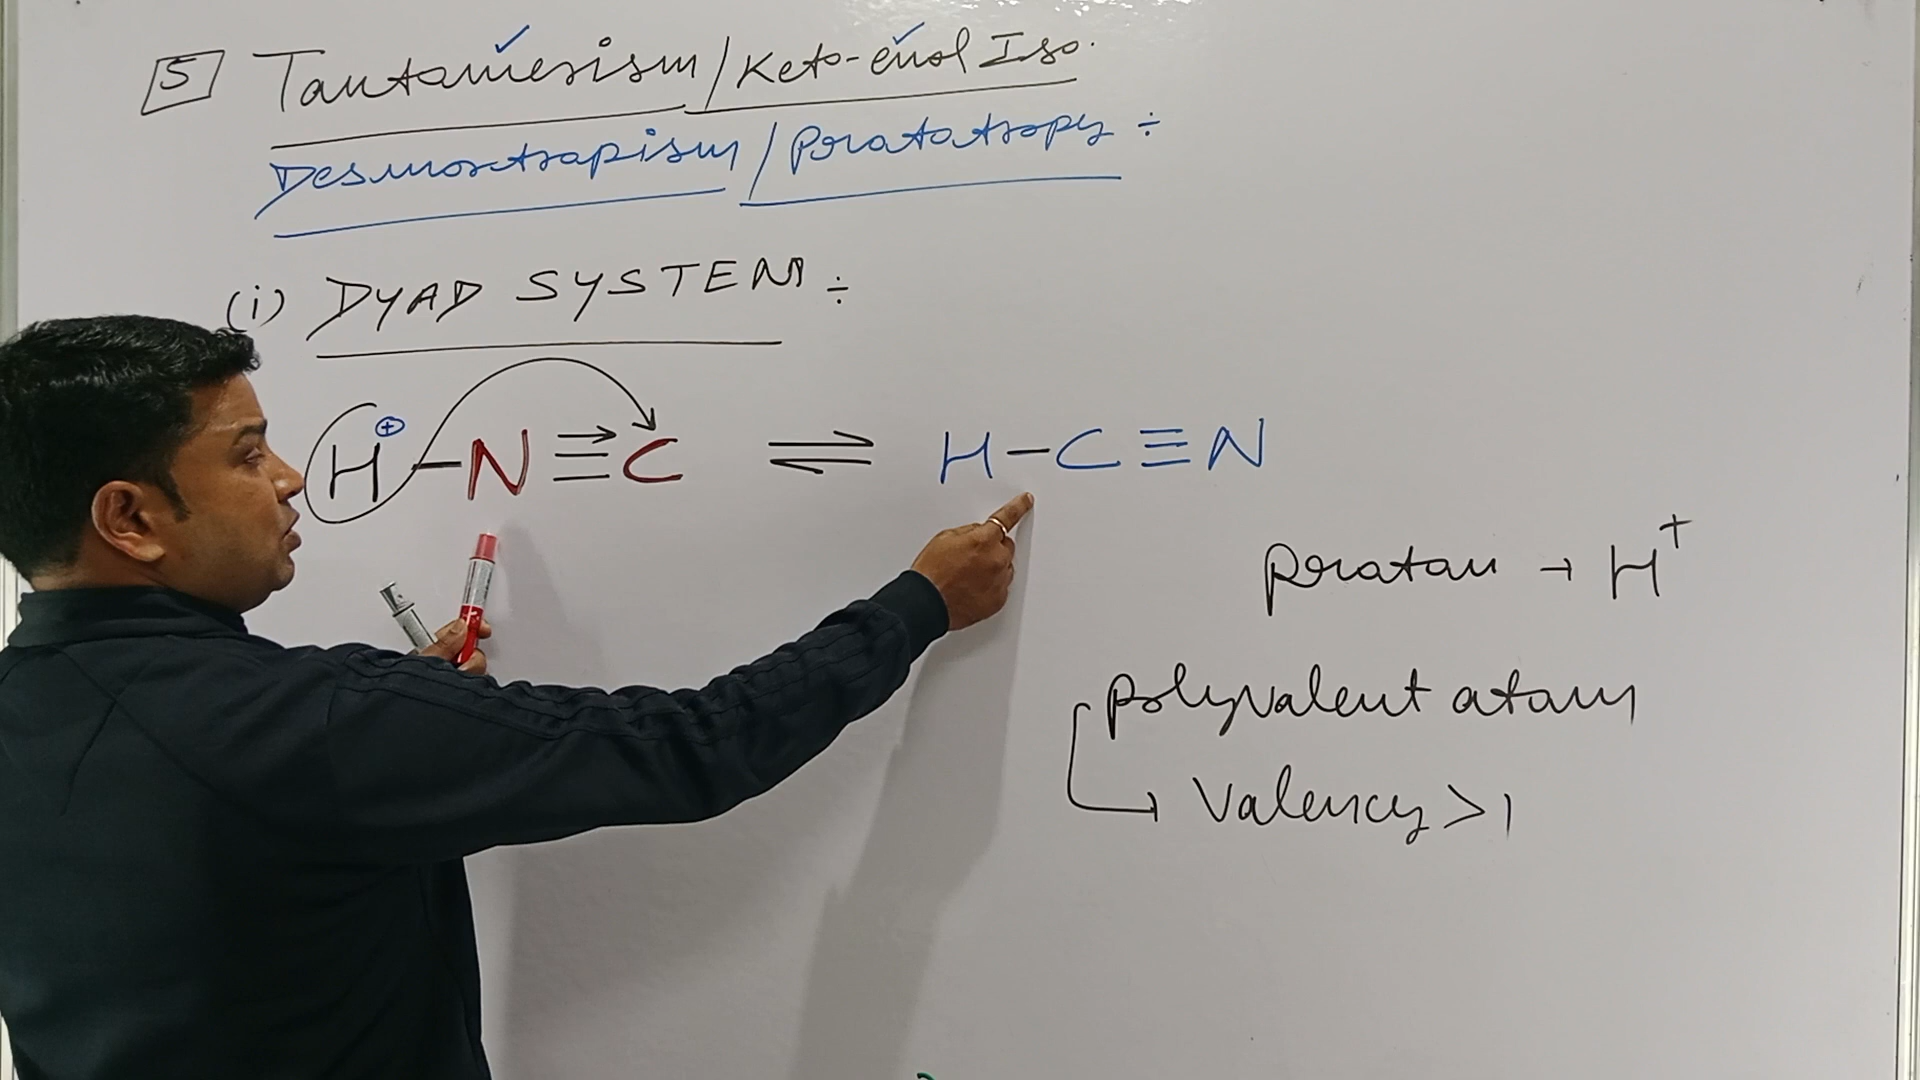 5 Tautomerism / Keto-enol Iso.
Desmotropism / Prototropy ÷
(i) DYAD SYSTEM ÷
H⊕-N≡C ⇌ H-C≡N
Proton → H⁺
polyvalent atom
→ Valency > 1